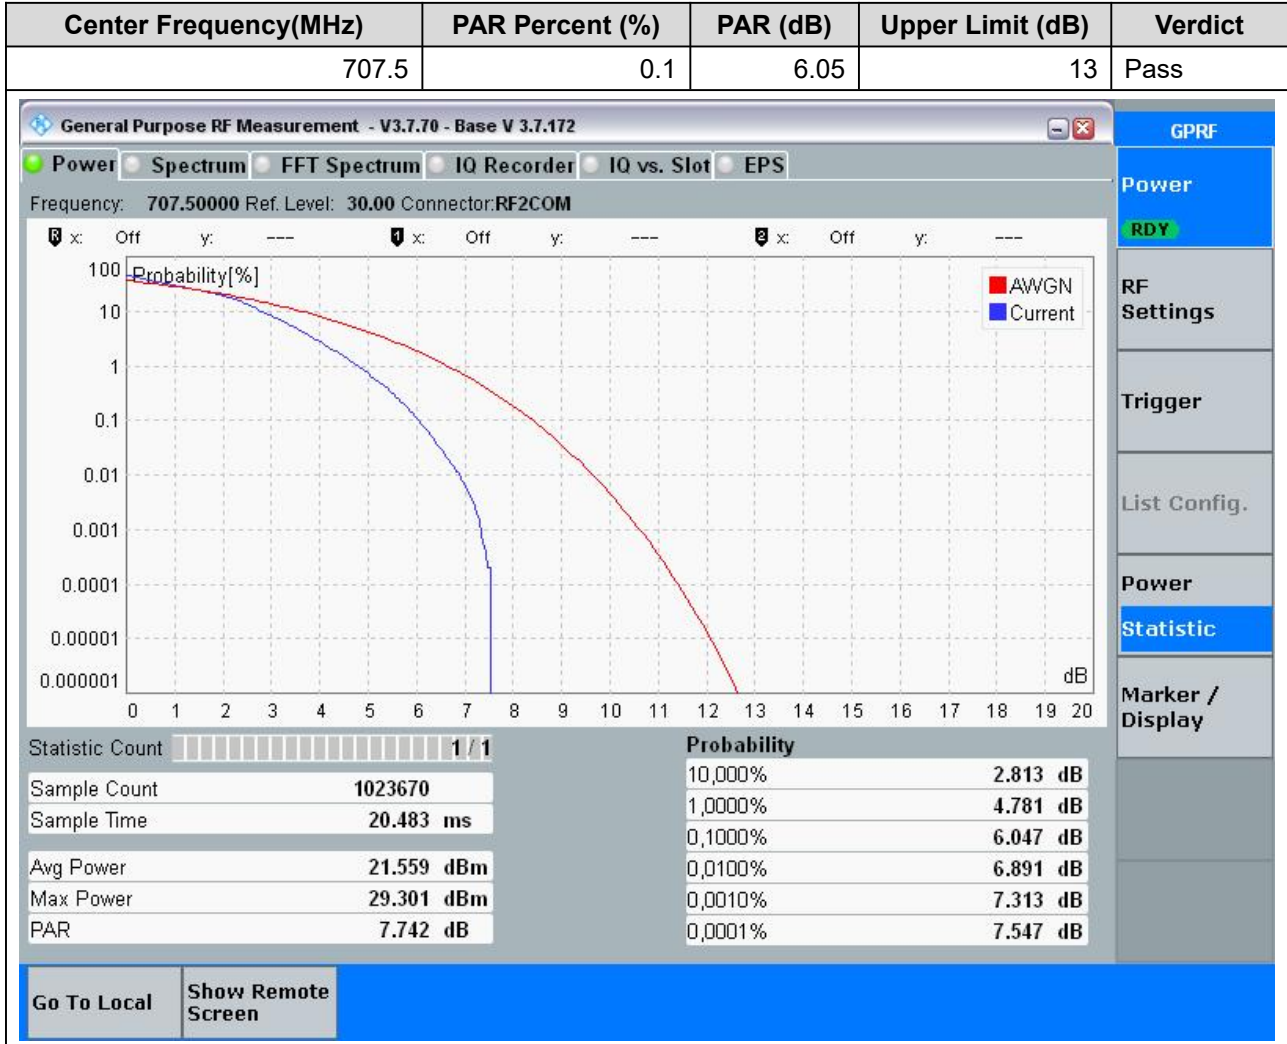 Center Frequency(MHz) PAR Percent (%) PAR (dB) Upper Limit (dB) Verdict
707.5 0.1 6.05 13 Pass
General Purpose RF Measurement - V3.7.70 - Base V 3.7.172
GPRF
Power Spectrum FFT Spectrum IQ Recorder IQ vs. Slot EPS
Frequency: 707.50000 Ref. Level: 30.00 Connector:RF2COM
R x: Off y: --- 1 x: Off y: --- 2 x: Off y: ---
Probability[%]
AWGN
Current
100
10
1
0.1
0.01
0.001
0.0001
0.00001
0.000001
dB
0 1 2 3 4 5 6 7 8 9 10 11 12 13 14 15 16 17 18 19 20
Statistic Count 1 / 1
Sample Count 1023670
Sample Time 20.483 ms
Avg Power 21.559 dBm
Max Power 29.301 dBm
PAR 7.742 dB
Probability
10,000% 2.813 dB
1,0000% 4.781 dB
0,1000% 6.047 dB
0,0100% 6.891 dB
0,0010% 7.313 dB
0,0001% 7.547 dB
Power
RDY
RF
Settings
Trigger
List Config.
Power
Statistic
Marker /
Display
Go To Local
Show Remote
Screen